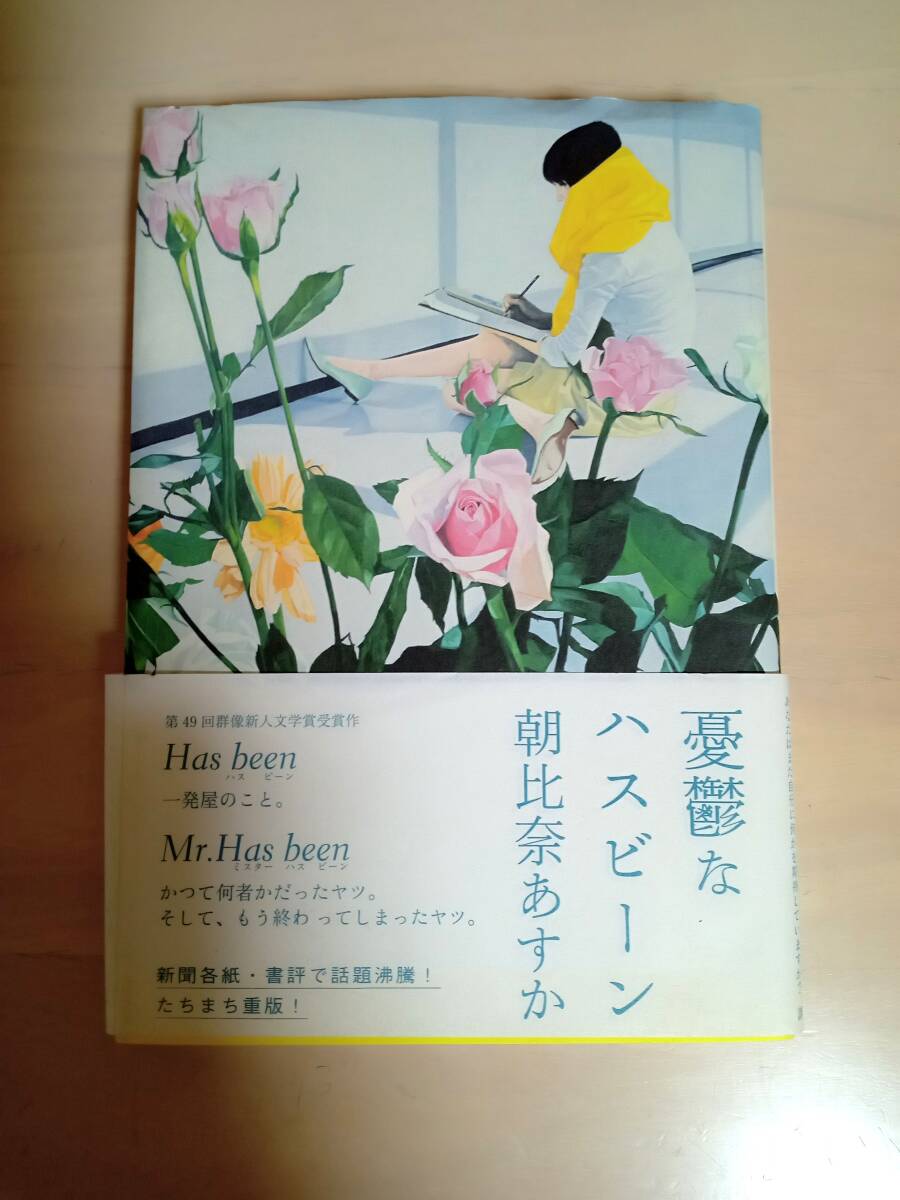 憂鬱な
ハスビーン
朝比奈あすか
第49回群像新人文学賞受賞作
Has been
ハス ビーン
一発屋のこと。
Mr.Has been
ミスター ハス ビーン
かつて何者かだったヤツ。
そして、もう終わってしまったヤツ。
新聞各紙・書評で話題沸騰！
たちまち重版！